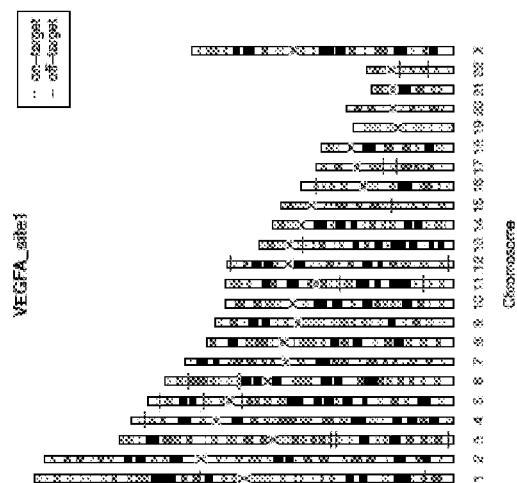 VEGFA_site1
on-target
off-target
1 2 3 4 5 6 7 8 9 10 11 12 13 14 15 16 17 18 19 20 21 22 X
Chromosome